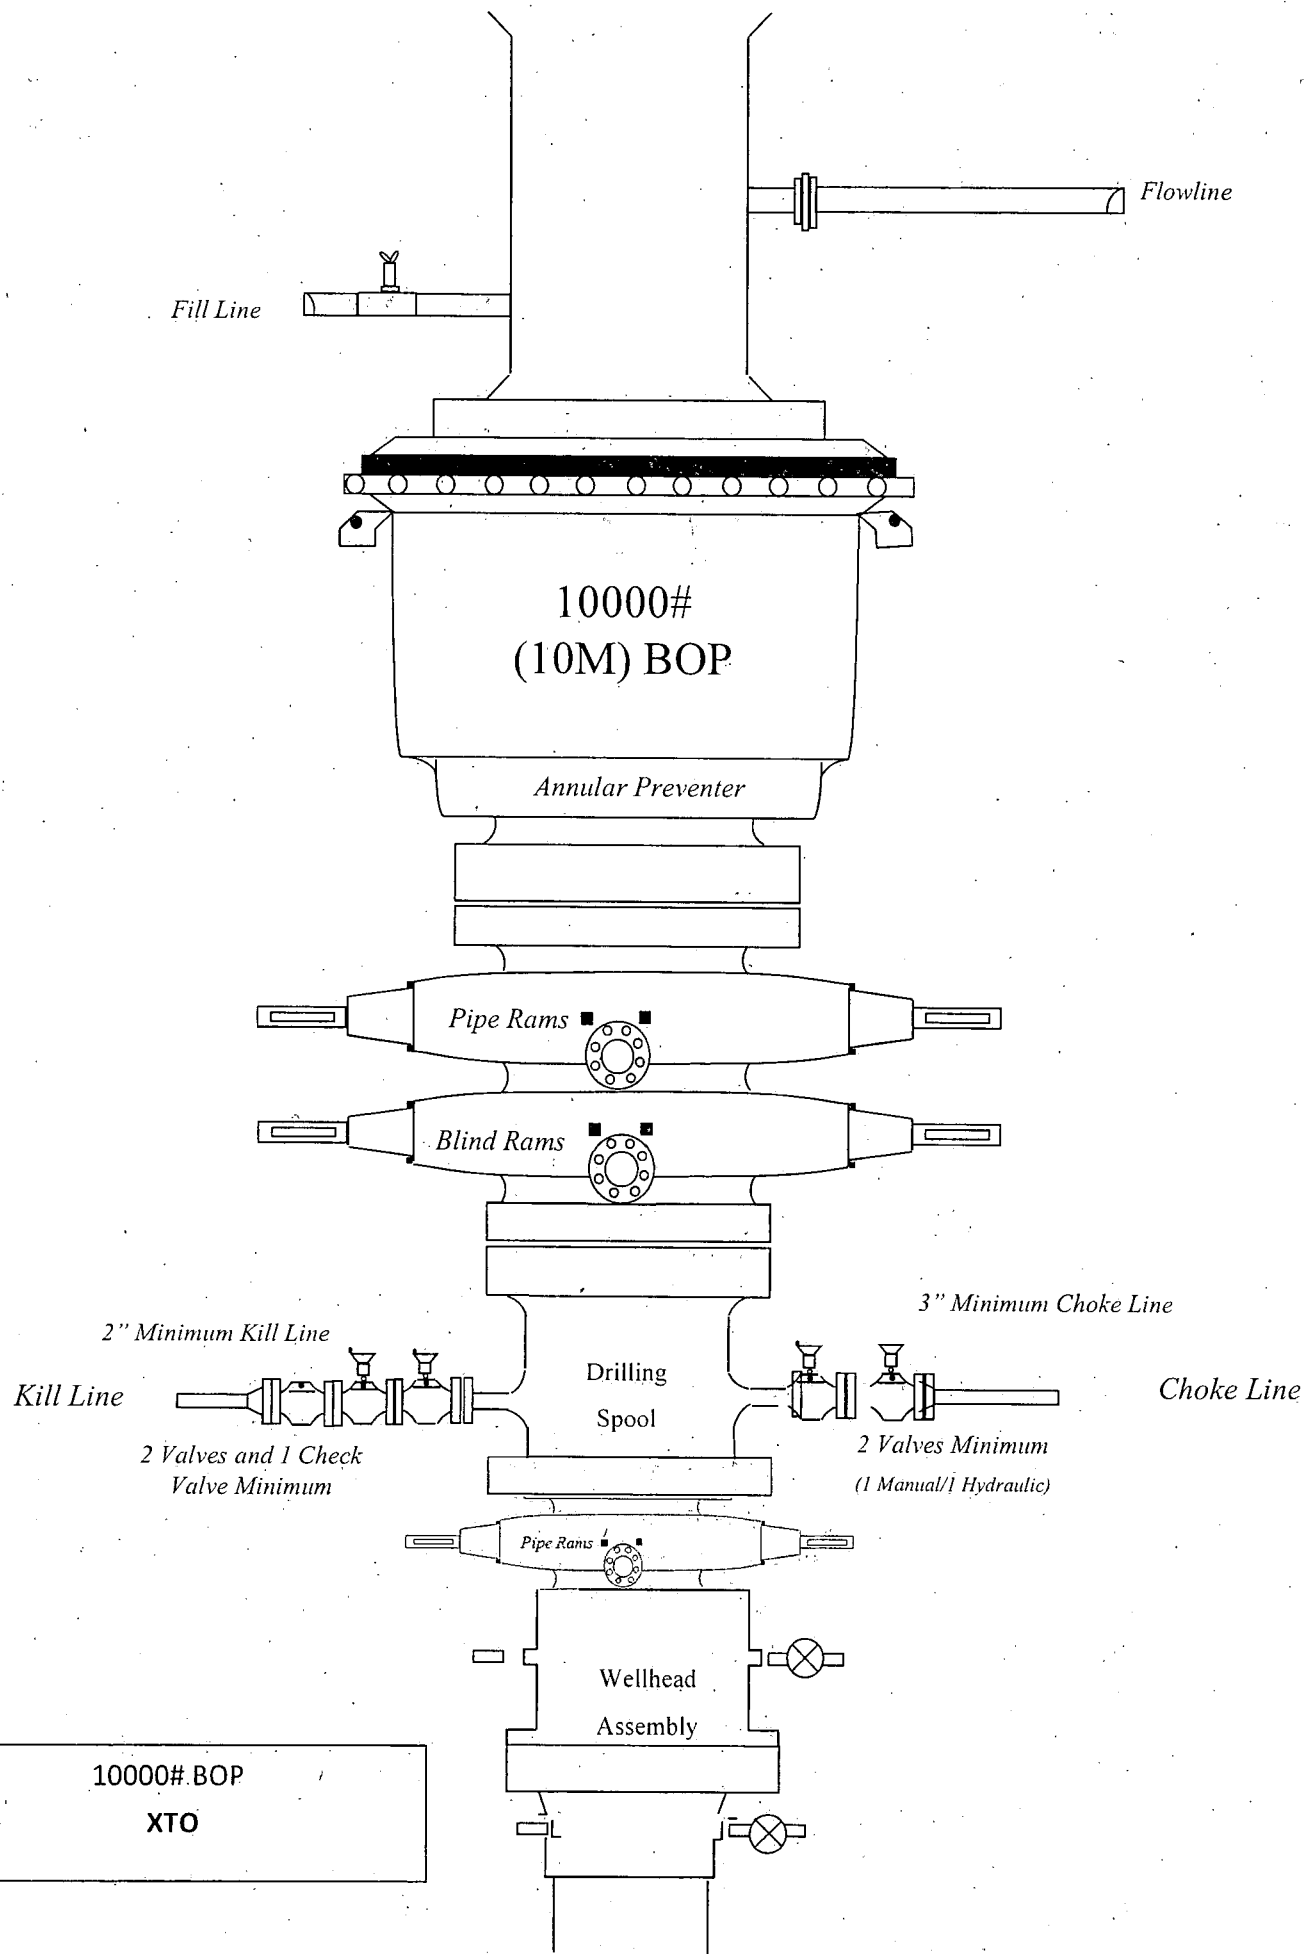 Flowline
Fill Line
10000#
(10M) BOP
Annular Preventer
Pipe Rams
Blind Rams
3" Minimum Choke Line
2" Minimum Kill Line
Drilling
Spool
Kill Line
Choke Line
2 Valves and 1 Check
Valve Minimum
2 Valves Minimum
(1 Manual/1 Hydraulic)
Pipe Rams
Wellhead
Assembly
10000# BOP
XTO